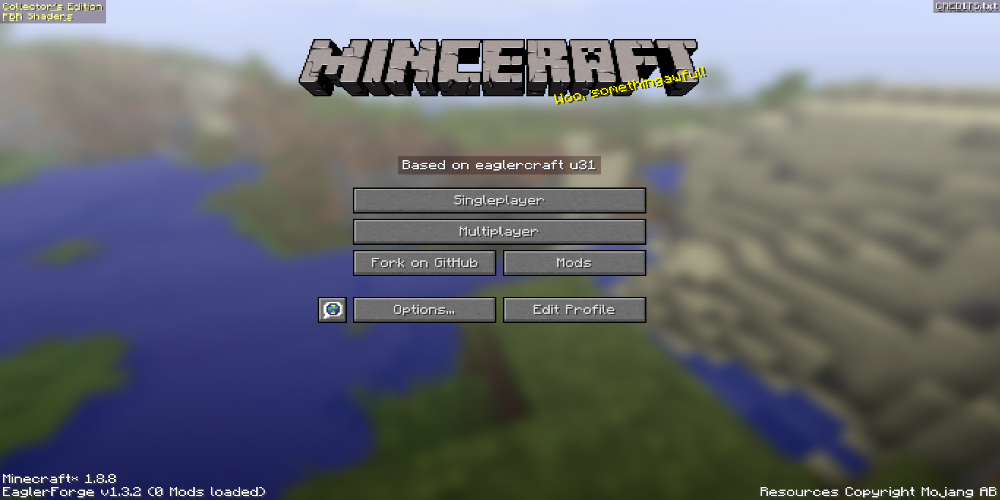 Collector's Edition
PBR Shaders
CREDITS.txt
MINCERAFT
Woo, somethingawful!
Based on eaglercraft u31
Singleplayer
Multiplayer
Fork on GitHub
Mods
Options...
Edit Profile
Minecraft* 1.8.8
EaglerForge v1.3.2 (0 Mods loaded)
Resources Copyright Mojang AB